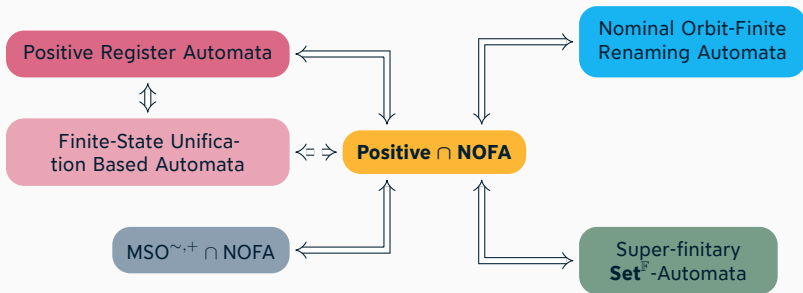 Positive Register Automata
Nominal Orbit-Finite
Renaming Automata
Finite-State Unifica-
tion Based Automata
Positive ∩ NOFA
MSO^{∼,+} ∩ NOFA
Super-finitary
Set^𝔽-Automata